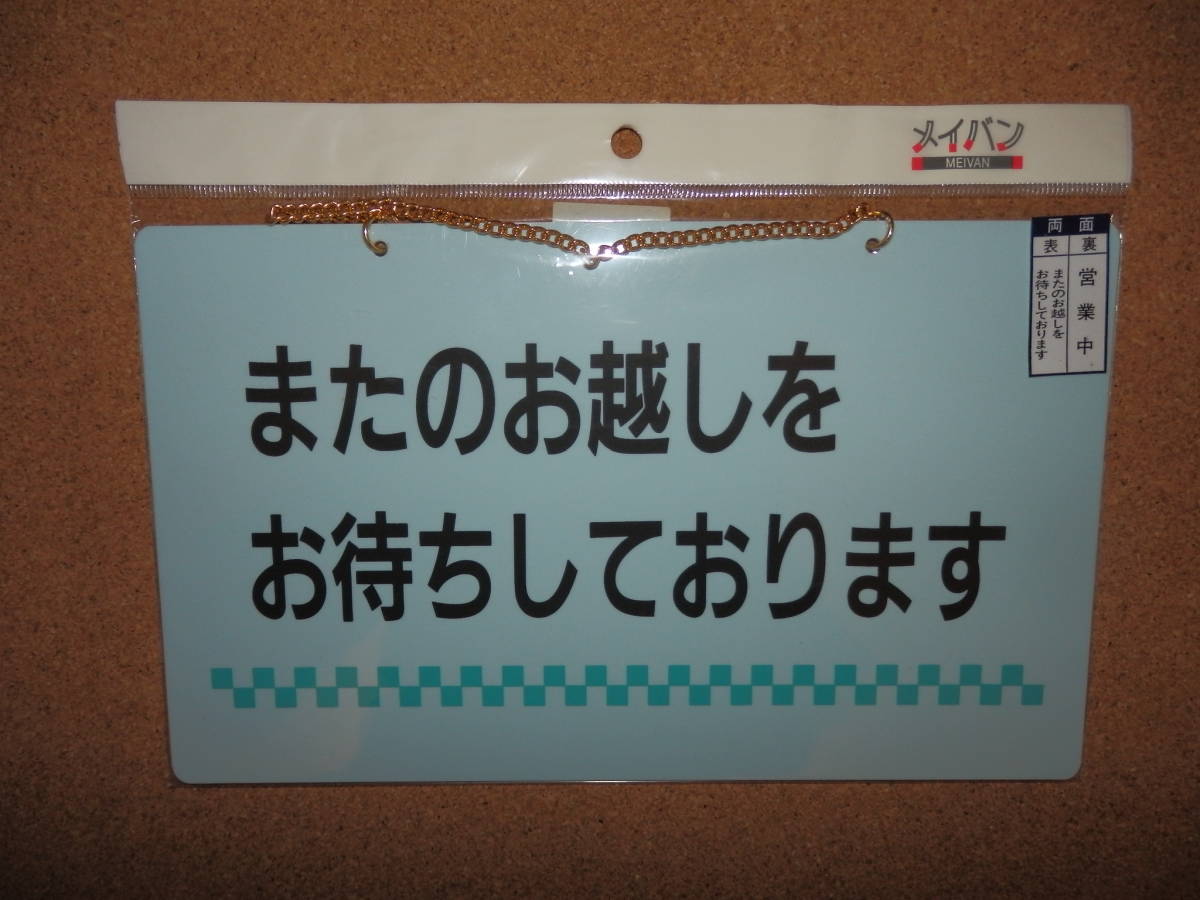 メイバン
MEIVAN
両面
表
裏
またのお越しを
お待ちしております
営業中
またのお越しを
お待ちしております